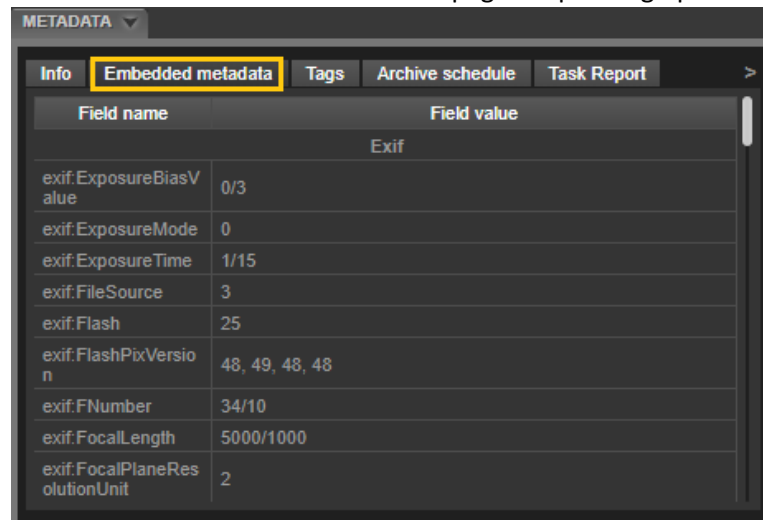 METADATA
Info Embedded metadata Tags Archive schedule Task Report >
Field name Field value
Exif
exif:ExposureBiasV
alue 0/3
exif:ExposureMode 0
exif:ExposureTime 1/15
exif:FileSource 3
exif:Flash 25
exif:FlashPixVersio
n 48, 49, 48, 48
exif:FNumber 34/10
exif:FocalLength 5000/1000
exif:FocalPlaneRes
olutionUnit 2